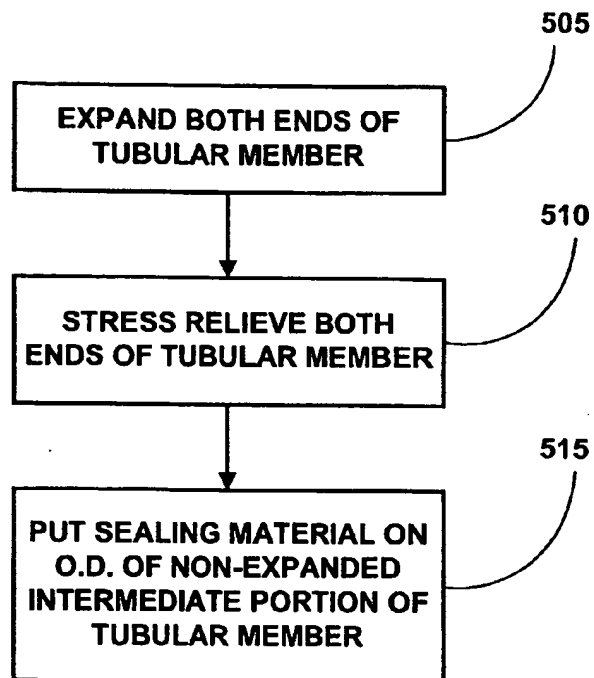 505
EXPAND BOTH ENDS OF
TUBULAR MEMBER
510
STRESS RELIEVE BOTH
ENDS OF TUBULAR MEMBER
515
PUT SEALING MATERIAL ON
O.D. OF NON-EXPANDED
INTERMEDIATE PORTION OF
TUBULAR MEMBER